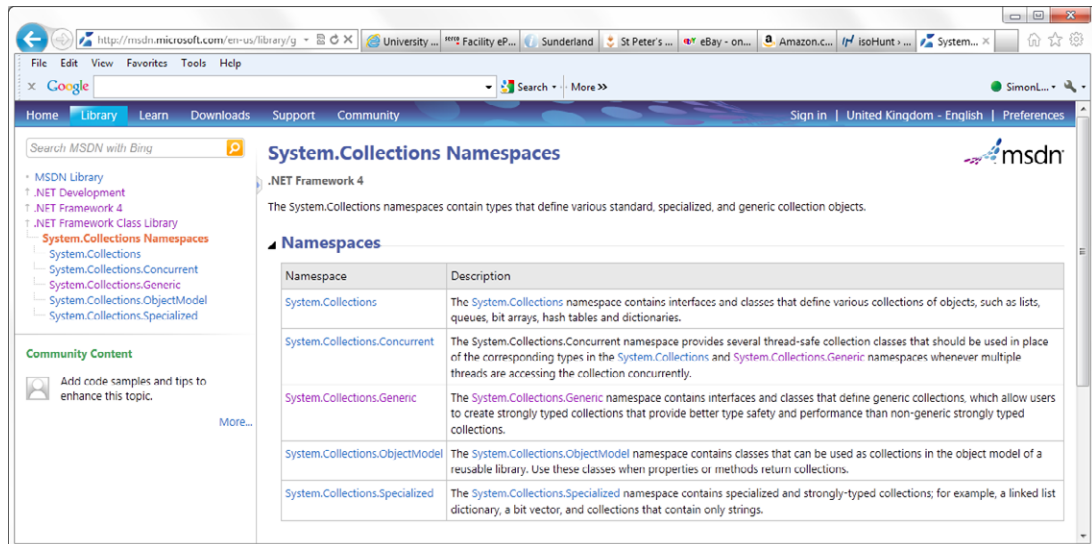 http://msdn.microsoft.com/en-us/library/g
University ...
Facility eP...
Sunderland
St Peter's ...
eBay - on...
Amazon.c...
isoHunt › ...
System...
File Edit View Favorites Tools Help
x Google
Search
More >>
SimonL...
Home Library Learn Downloads Support Community
Sign in | United Kingdom - English | Preferences
Search MSDN with Bing
MSDN Library
.NET Development
.NET Framework 4
.NET Framework Class Library
System.Collections Namespaces
System.Collections
System.Collections.Concurrent
System.Collections.Generic
System.Collections.ObjectModel
System.Collections.Specialized
Community Content
Add code samples and tips to
enhance this topic.
More...
System.Collections Namespaces
msdn
.NET Framework 4
The System.Collections namespaces contain types that define various standard, specialized, and generic collection objects.
Namespaces
Namespace Description
System.Collections The System.Collections namespace contains interfaces and classes that define various collections of objects, such as lists,
queues, bit arrays, hash tables and dictionaries.
System.Collections.Concurrent The System.Collections.Concurrent namespace provides several thread-safe collection classes that should be used in place
of the corresponding types in the System.Collections and System.Collections.Generic namespaces whenever multiple
threads are accessing the collection concurrently.
System.Collections.Generic The System.Collections.Generic namespace contains interfaces and classes that define generic collections, which allow users
to create strongly typed collections that provide better type safety and performance than non-generic strongly typed
collections.
System.Collections.ObjectModel The System.Collections.ObjectModel namespace contains classes that can be used as collections in the object model of a
reusable library. Use these classes when properties or methods return collections.
System.Collections.Specialized The System.Collections.Specialized namespace contains specialized and strongly-typed collections; for example, a linked list
dictionary, a bit vector, and collections that contain only strings.